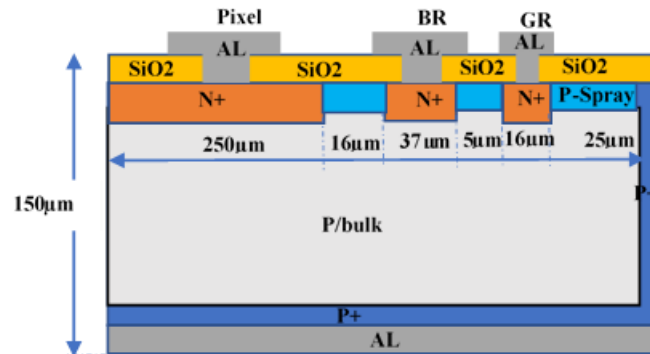 Pixel BR GR
AL AL AL
SiO2 SiO2 SiO2 SiO2
N+ N+ N+ P-Spray
250µm 16µm 37um 5µm 16µm 25µm
150µm
P/bulk
P+
AL